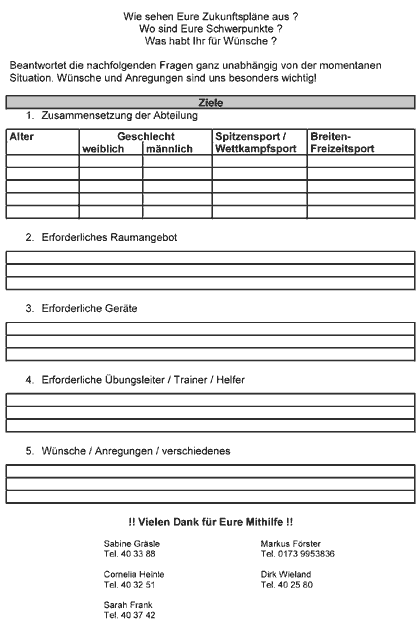 Wie sehen Eure Zukunftspläne aus ?
Wo sind Eure Schwerpunkte ?
Was habt Ihr für Wünsche ?
Beantwortet die nachfolgenden Fragen ganz unabhängig von der momentanen
Situation. Wünsche und Anregungen sind uns besonders wichtig!
Ziele
1. Zusammensetzung der Abteilung
Alter Geschlecht Spitzensport / Breiten-
weiblich männlich Wettkampfsport Freizeitsport
2. Erforderliches Raumangebot
3. Erforderliche Geräte
4. Erforderliche Übungsleiter / Trainer / Helfer
5. Wünsche / Anregungen / verschiedenes
!! Vielen Dank für Eure Mithilfe !!
Sabine Gräsle Markus Förster
Tel. 40 33 88 Tel. 0173 9953836
Cornelia Heinle Dirk Wieland
Tel. 40 32 51 Tel. 40 25 80
Sarah Frank
Tel. 40 37 42